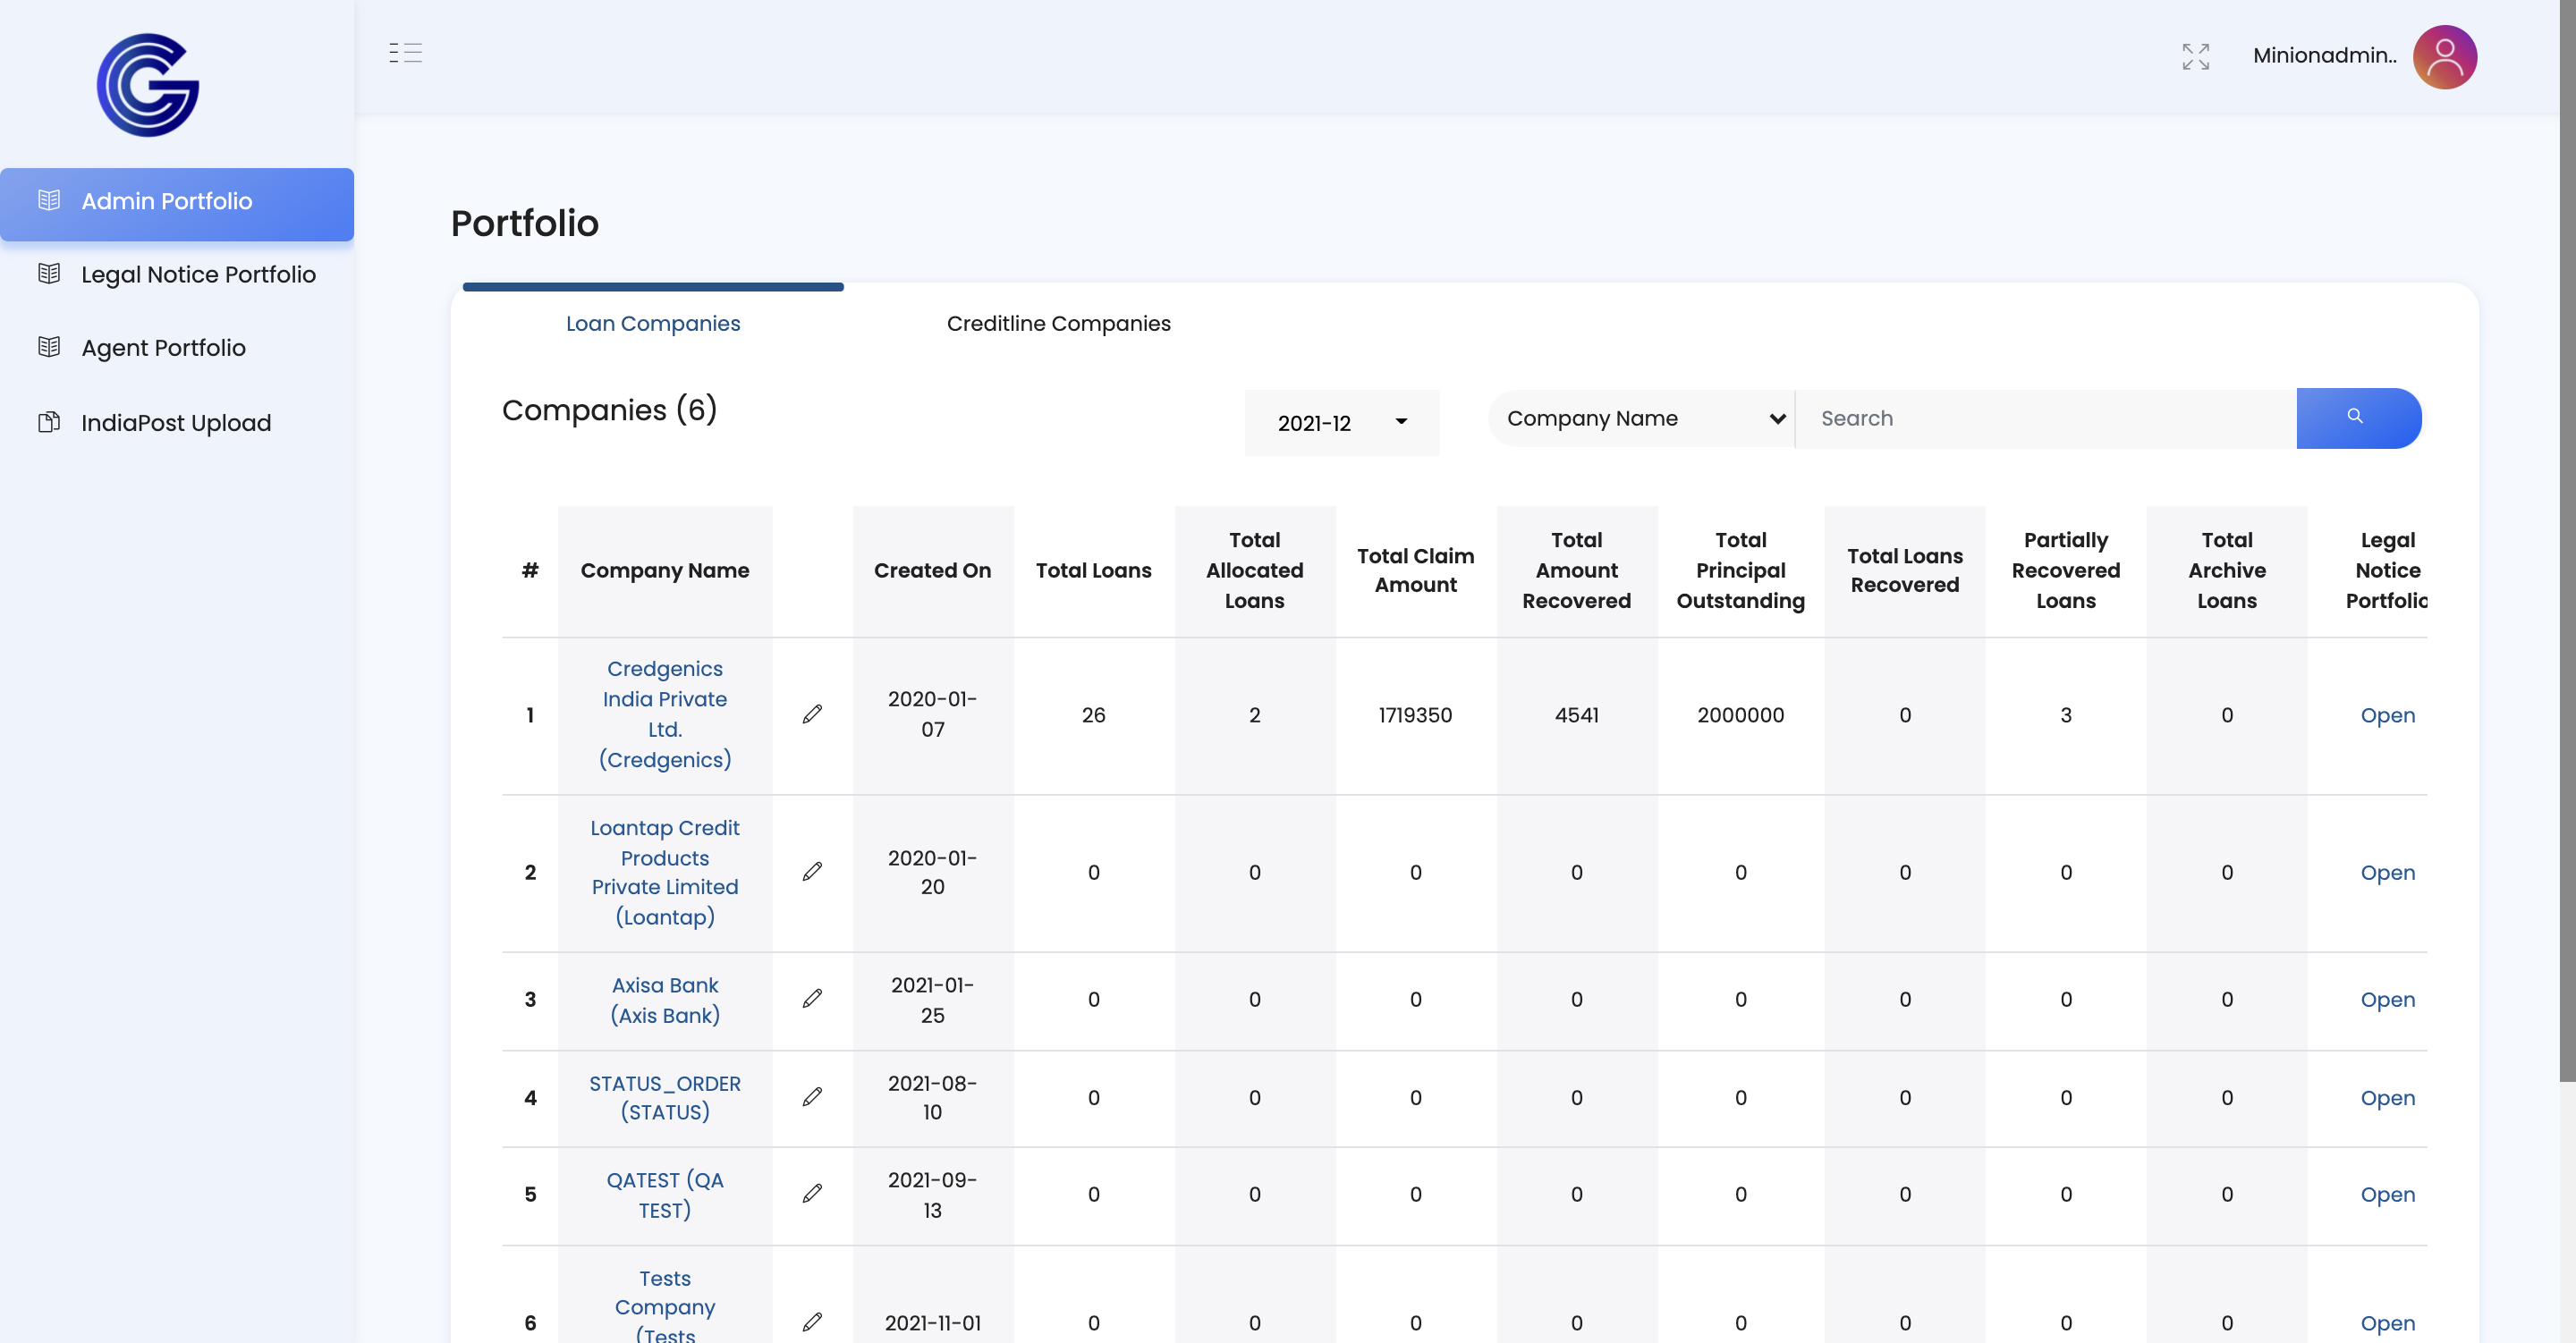 Minionadmin..
Admin Portfolio
Legal Notice Portfolio
Agent Portfolio
IndiaPost Upload
Portfolio
Loan Companies
Creditline Companies
Companies (6)
2021-12
Company Name
Search
#
Company Name
Created On
Total Loans
Total
Allocated
Loans
Total Claim
Amount
Total
Amount
Recovered
Total
Principal
Outstanding
Total Loans
Recovered
Partially
Recovered
Loans
Total
Archive
Loans
Legal
Notice
Portfolio
1
Credgenics
India Private
Ltd.
(Credgenics)
2020-01-
07
26
2
1719350
4541
2000000
0
3
0
Open
2
Loantap Credit
Products
Private Limited
(Loantap)
2020-01-
20
0
0
0
0
0
0
0
0
Open
3
Axisa Bank
(Axis Bank)
2021-01-
25
0
0
0
0
0
0
0
0
Open
4
STATUS_ORDER
(STATUS)
2021-08-
10
0
0
0
0
0
0
0
0
Open
5
QATEST (QA
TEST)
2021-09-
13
0
0
0
0
0
0
0
0
Open
6
Tests
Company
(Tests
2021-11-01
0
0
0
0
0
0
0
0
Open